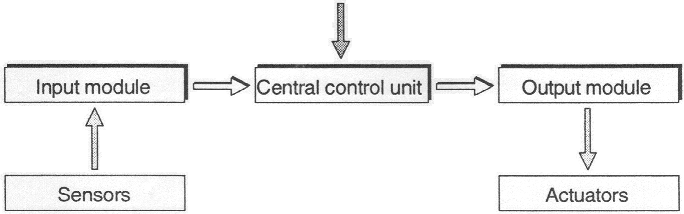 Input module
Central control unit
Output module
Sensors
Actuators